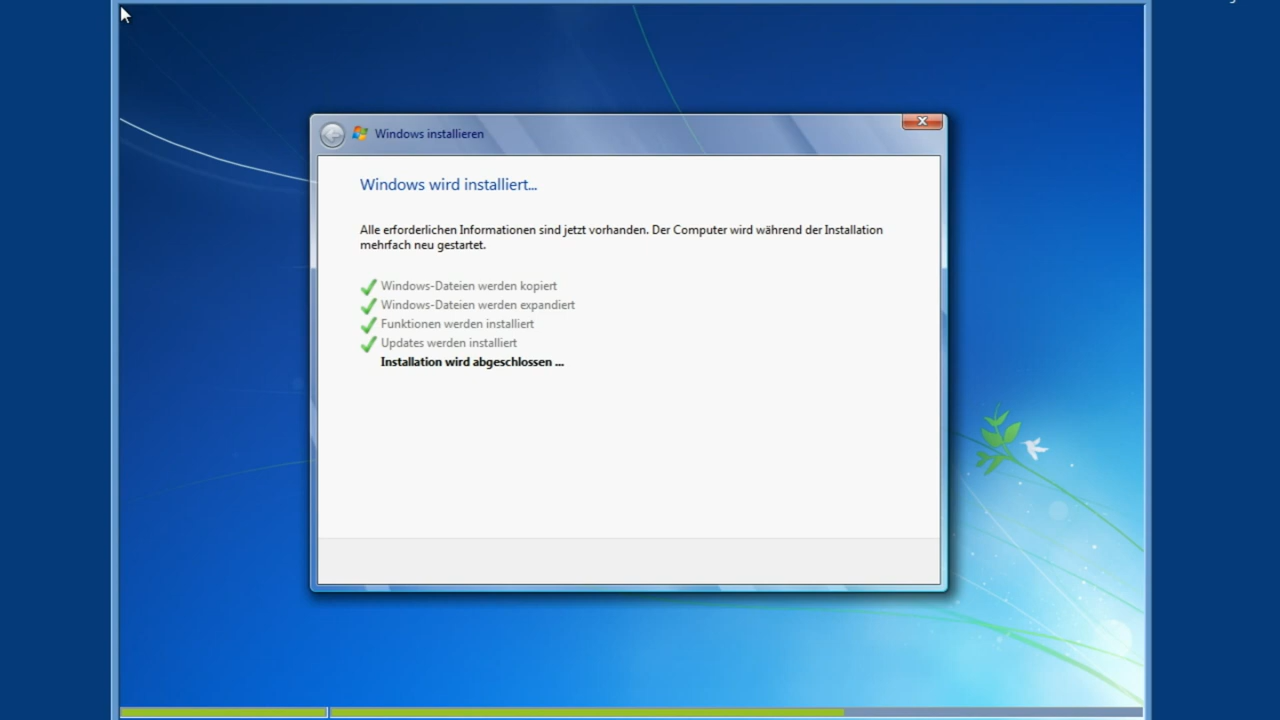 Windows installieren
Windows wird installiert...
Alle erforderlichen Informationen sind jetzt vorhanden. Der Computer wird während der Installation
mehrfach neu gestartet.
Windows-Dateien werden kopiert
Windows-Dateien werden expandiert
Funktionen werden installiert
Updates werden installiert
Installation wird abgeschlossen ...